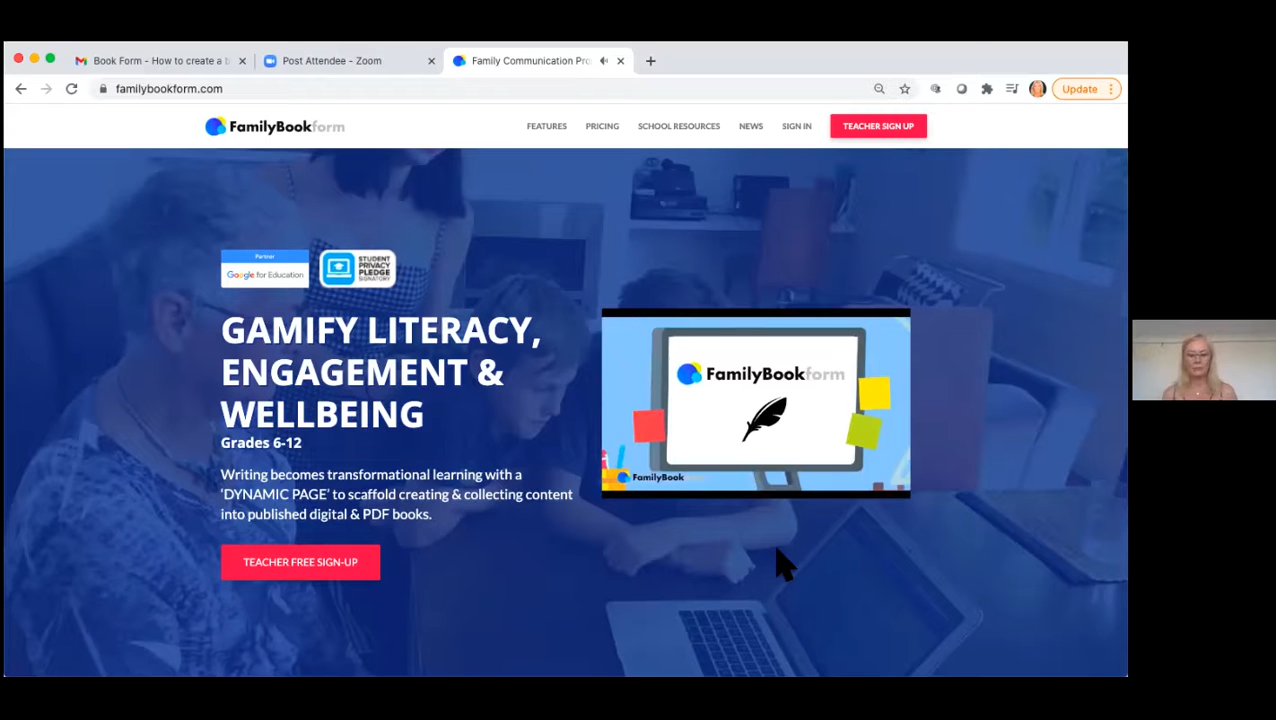 Book Form - How to create a b
Post Attendee - Zoom
Family Communication Pro
familybookform.com
Update
FamilyBookform
FEATURES
PRICING
SCHOOL RESOURCES
NEWS
SIGN IN
TEACHER SIGN UP
Partner
Google for Education
STUDENT
PRIVACY
PLEDGE
SIGNATORY
GAMIFY LITERACY,
ENGAGEMENT &
WELLBEING
Grades 6-12
Writing becomes transformational learning with a
‘DYNAMIC PAGE’ to scaffold creating & collecting content
into published digital & PDF books.
TEACHER FREE SIGN-UP
FamilyBookform
FamilyBook